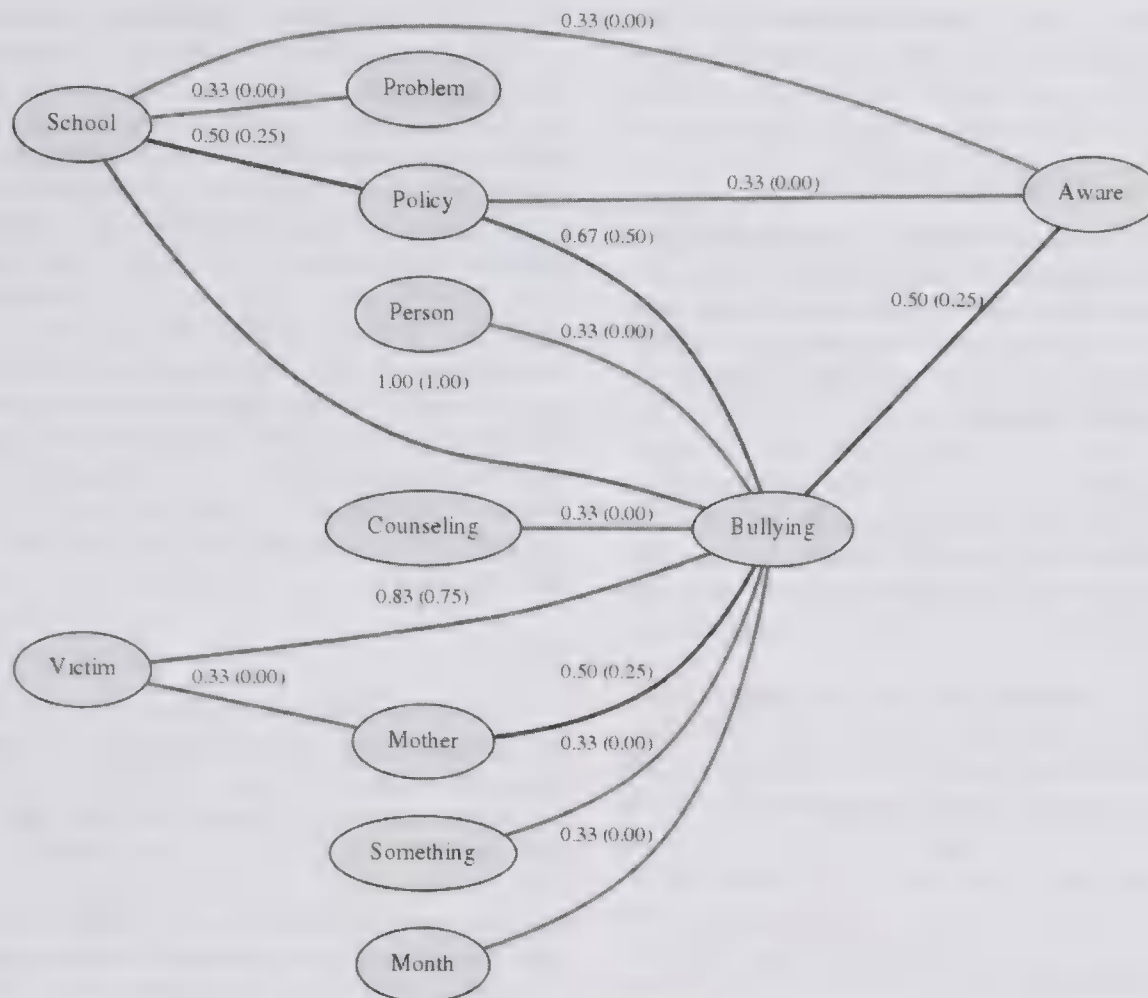 0.33 (0.00)
Problem
0.33 (0.00)
School
0.50 (0.25)
Policy
0.33 (0.00)
Aware
0.67 (0.50)
0.50 (0.25)
Person
0.33 (0.00)
1.00 (1.00)
Counseling
0.33 (0.00)
Bullying
0.83 (0.75)
Victim
0.33 (0.00)
0.50 (0.25)
Mother
0.33 (0.00)
Something
0.33 (0.00)
Month